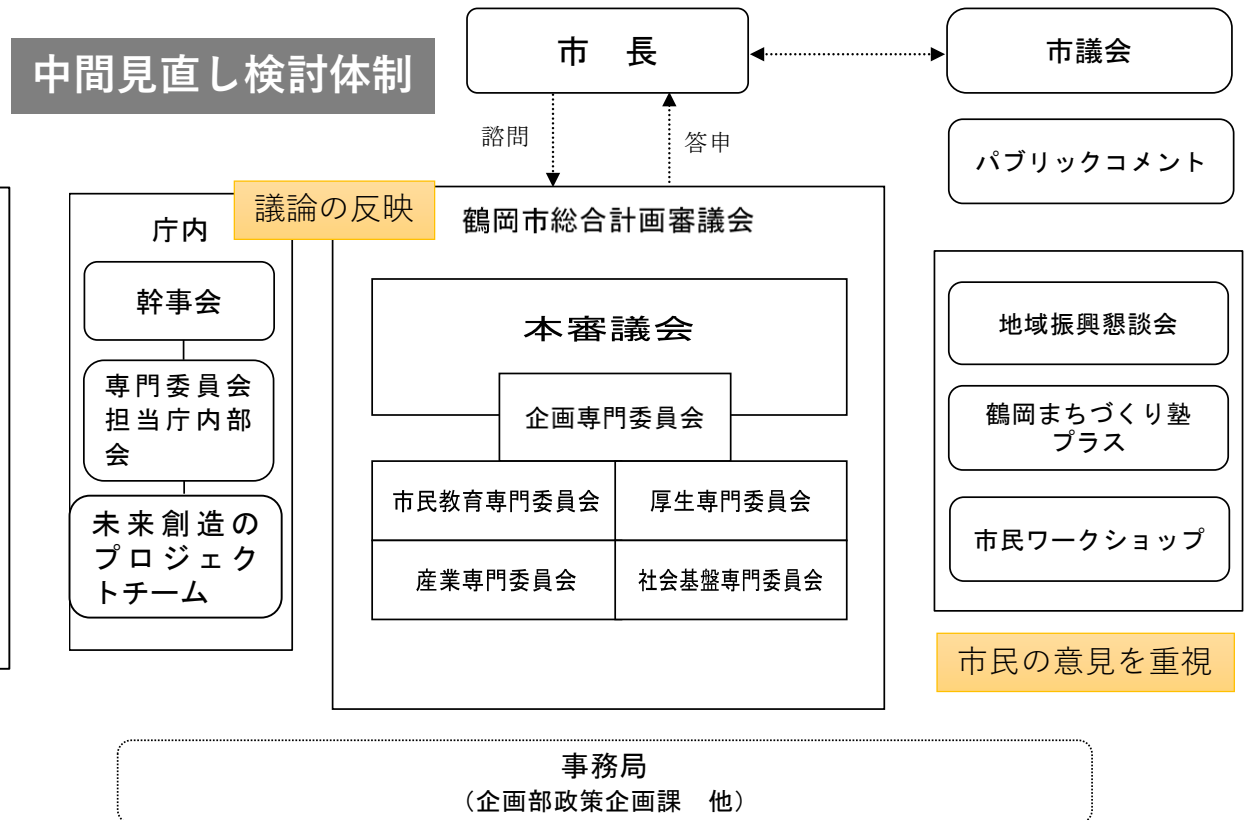 中間見直し検討体制
市　長
市議会
諮問
答申
パブリックコメント
庁内
議論の反映
幹事会
専門委員会
担当庁内部
会
未来創造の
プロジェク
トチーム
鶴岡市総合計画審議会
本審議会
企画専門委員会
市民教育専門委員会
厚生専門委員会
産業専門委員会
社会基盤専門委員会
地域振興懇談会
鶴岡まちづくり塾
プラス
市民ワークショップ
市民の意見を重視
事務局
（企画部政策企画課　他）